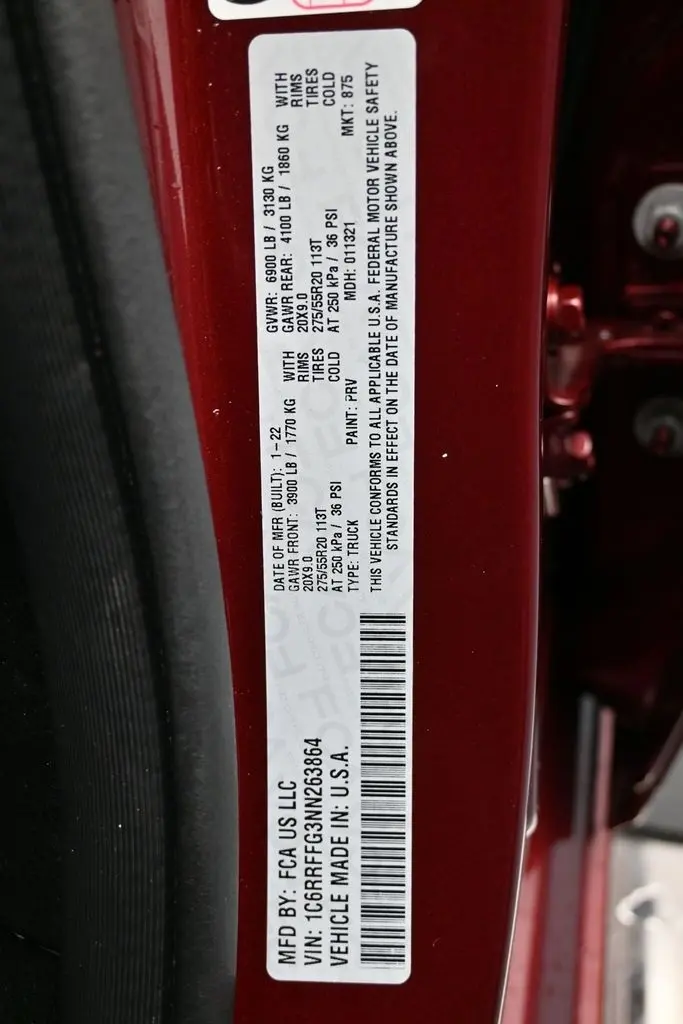 MFD BY: FCA US LLC
VIN: 1C6RRFFG3NN263864
VEHICLE MADE IN: U.S.A.
DATE OF MFR (BUILT): 1-22
GAWR FRONT: 3900 LB / 1770 KG WITH
20X9.0 RIMS
275/55R20 113T TIRES
AT 250 kPa / 36 PSI COLD
TYPE: TRUCK PAINT: PRV
GVWR: 6900 LB / 3130 KG
GAWR REAR: 4100 LB / 1860 KG WITH
20X9.0 RIMS
275/55R20 113T TIRES
AT 250 kPa / 36 PSI COLD
MDH: 011321 MKT: 875
THIS VEHICLE CONFORMS TO ALL APPLICABLE U.S.A. FEDERAL MOTOR VEHICLE SAFETY
STANDARDS IN EFFECT ON THE DATE OF MANUFACTURE SHOWN ABOVE.